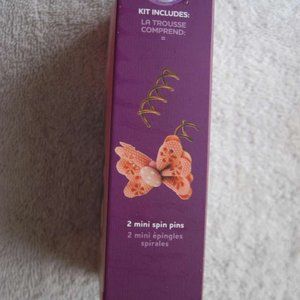 KIT INCLUDES:
LA TROUSSE
COMPREND:
2 mini spin pins
2 mini épingles
spirales